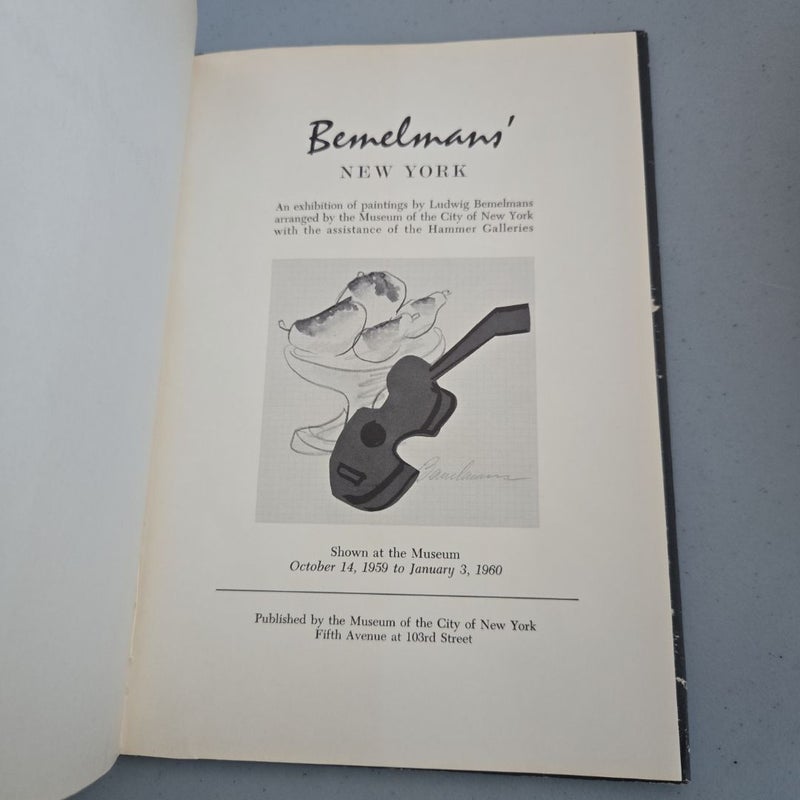 Bemelmans'
NEW YORK
An exhibition of paintings by Ludwig Bemelmans
arranged by the Museum of the City of New York
with the assistance of the Hammer Galleries
Bemelmans
Shown at the Museum
October 14, 1959 to January 3, 1960
Published by the Museum of the City of New York
Fifth Avenue at 103rd Street